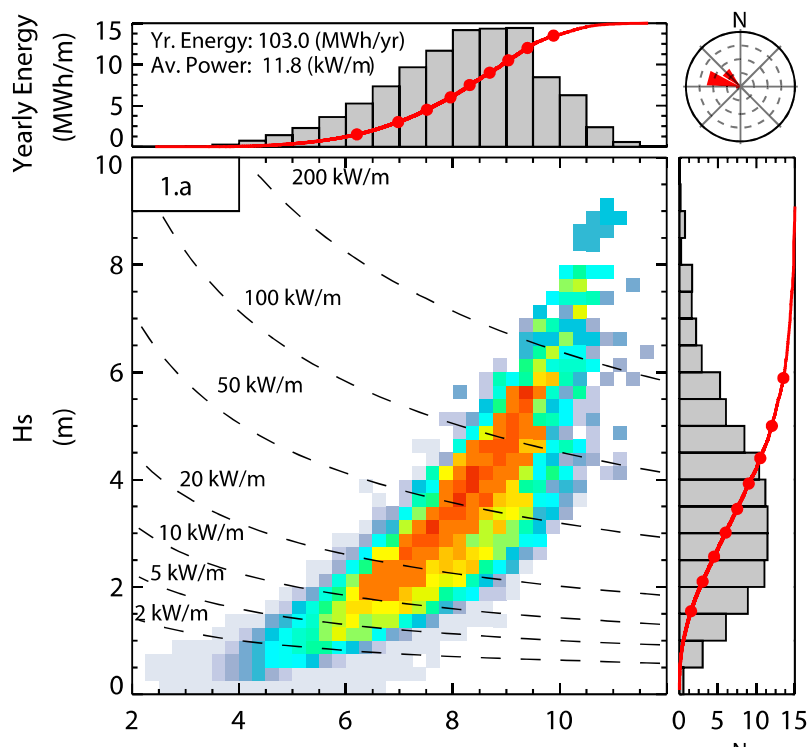 Yearly Energy
(MWh/m)
15
10
5
0
Yr. Energy: 103.0 (MWh/yr)
Av. Power: 11.8 (kW/m)
N
Hs
(m)
10
8
6
4
2
0
1.a
200 kW/m
100 kW/m
50 kW/m
20 kW/m
10 kW/m
5 kW/m
2 kW/m
2 4 6 8 10
0 5 10 15